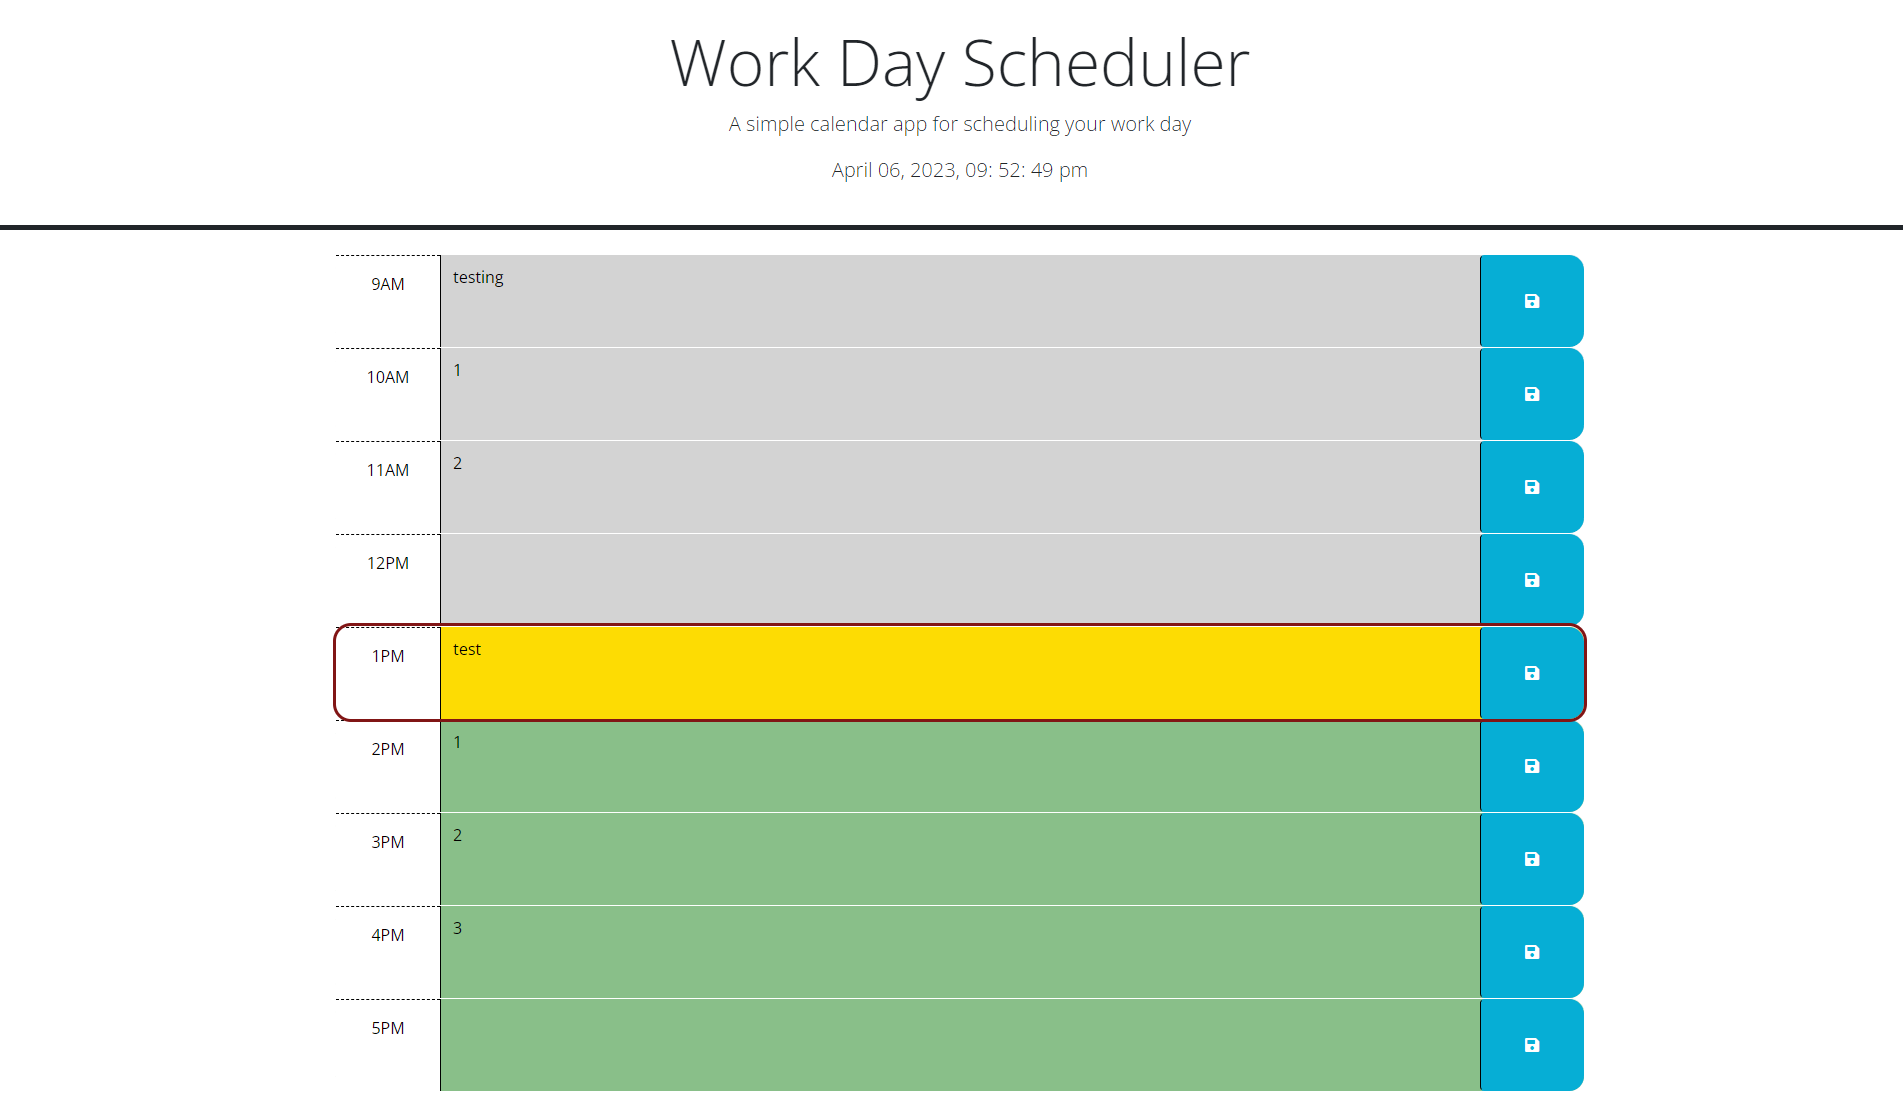 Work Day Scheduler
A simple calendar app for scheduling your work day
April 06, 2023, 09: 52: 49 pm
9AM testing
10AM 1
11AM 2
12PM
1PM test
2PM 1
3PM 2
4PM 3
5PM